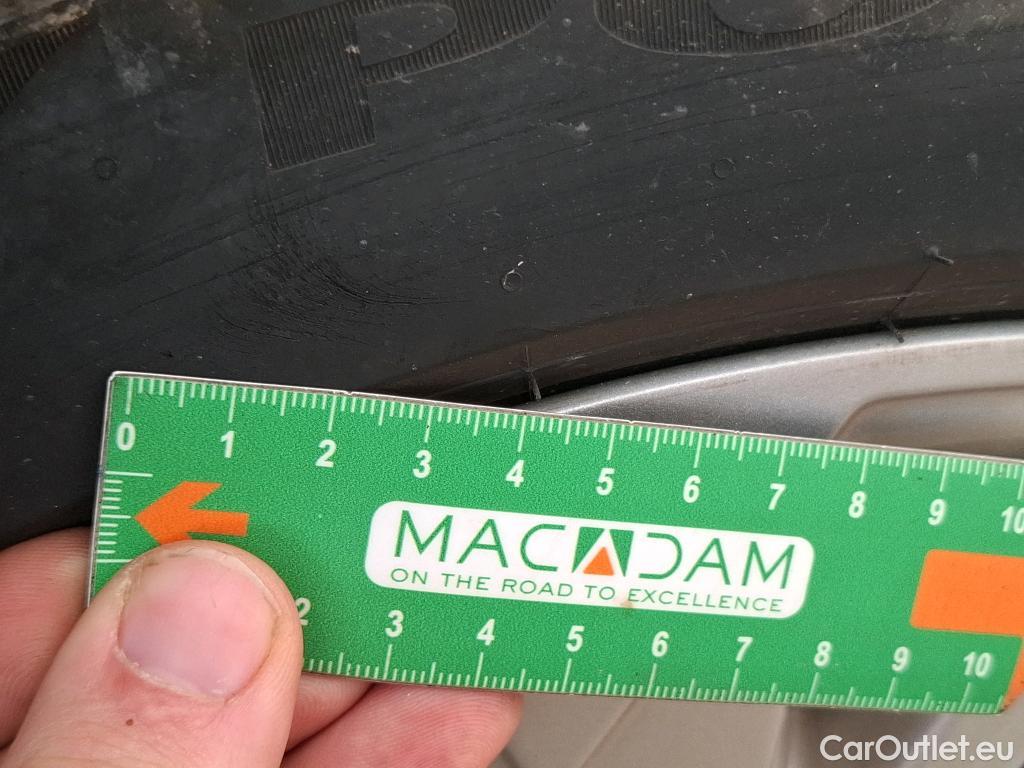 0 1 2 3 4 5 6 7 8 9 10
MACADAM
ON THE ROAD TO EXCELLENCE
2 3 4 5 6 7 8 9 10
CarOutlet.eu